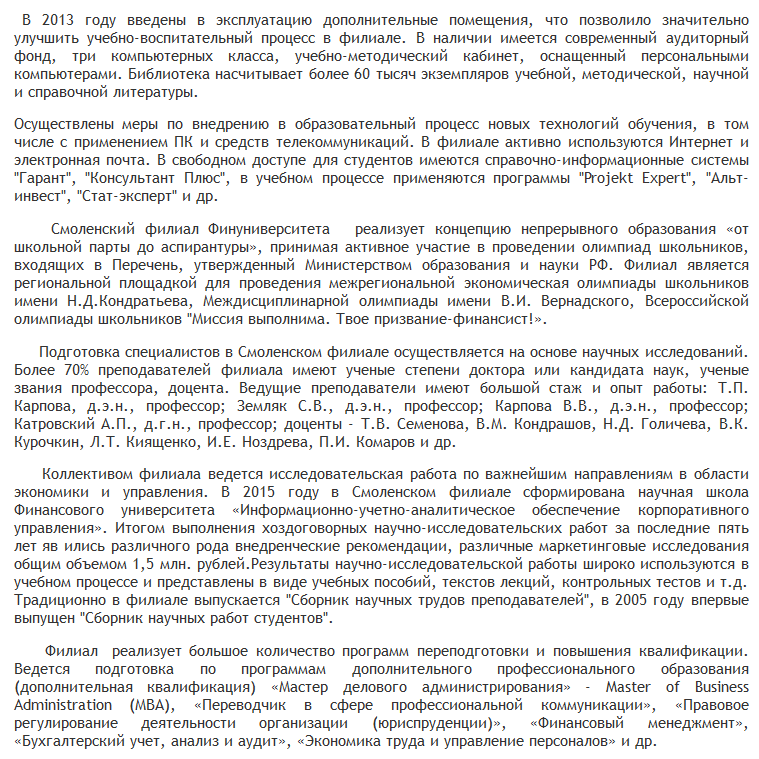 В 2013 году введены в эксплуатацию дополнительные помещения, что позволило значительно
улучшить учебно-воспитательный процесс в филиале. В наличии имеется современный аудиторный
фонд, три компьютерных класса, учебно-методический кабинет, оснащенный персональными
компьютерами. Библиотека насчитывает более 60 тысяч экземпляров учебной, методической, научной
и справочной литературы.
Осуществлены меры по внедрению в образовательный процесс новых технологий обучения, в том
числе с применением ПК и средств телекоммуникаций. В филиале активно используются Интернет и
электронная почта. В свободном доступе для студентов имеются справочно-информационные системы
"Гарант", "Консультант Плюс", в учебном процессе применяются программы "Projekt Expert", "Альт-
инвест", "Стат-эксперт" и др.
Смоленский филиал Финуниверситета реализует концепцию непрерывного образования «от
школьной парты до аспирантуры», принимая активное участие в проведении олимпиад школьников,
входящих в Перечень, утвержденный Министерством образования и науки РФ. Филиал является
региональной площадкой для проведения межрегиональной экономическая олимпиады школьников
имени Н.Д.Кондратьева, Междисциплинарной олимпиады имени В.И. Вернадского, Всероссийской
олимпиады школьников "Миссия выполнима. Твое призвание-финансист!».
Подготовка специалистов в Смоленском филиале осуществляется на основе научных исследований.
Более 70% преподавателей филиала имеют ученые степени доктора или кандидата наук, ученые
звания профессора, доцента. Ведущие преподаватели имеют большой стаж и опыт работы: Т.П.
Карпова, д.э.н., профессор; Земляк С.В., д.э.н., профессор; Карпова В.В., д.э.н., профессор;
Катровский А.П., д.г.н., профессор; доценты - Т.В. Семенова, В.М. Кондрашов, Н.Д. Голичева, В.К.
Курочкин, Л.Т. Киященко, И.Е. Ноздрева, П.И. Комаров и др.
Коллективом филиала ведется исследовательская работа по важнейшим направлениям в области
экономики и управления. В 2015 году в Смоленском филиале сформирована научная школа
Финансового университета «Информационно-учетно-аналитическое обеспечение корпоративного
управления». Итогом выполнения хоздоговорных научно-исследовательских работ за последние пять
лет яв ились различного рода внедренческие рекомендации, различные маркетинговые исследования
общим объемом 1,5 млн. рублей.Результаты научно-исследовательской работы широко используются в
учебном процессе и представлены в виде учебных пособий, текстов лекций, контрольных тестов и т.д.
Традиционно в филиале выпускается "Сборник научных трудов преподавателей", в 2005 году впервые
выпущен "Сборник научных работ студентов".
Филиал реализует большое количество программ переподготовки и повышения квалификации.
Ведется подготовка по программам дополнительного профессионального образования
(дополнительная квалификация) «Мастер делового администрирования» - Master of Business
Administration (MBA), «Переводчик в сфере профессиональной коммуникации», «Правовое
регулирование деятельности организации (юриспруденции)», «Финансовый менеджмент»,
«Бухгалтерский учет, анализ и аудит», «Экономика труда и управление персоналов» и др.